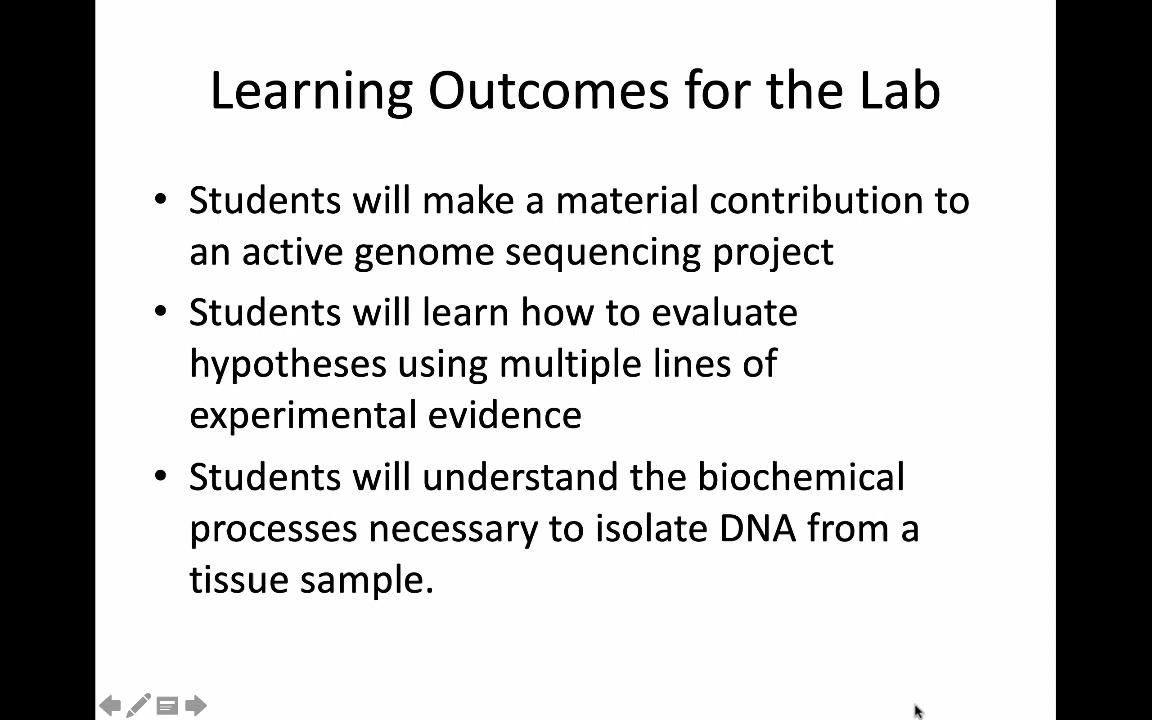 Learning Outcomes for the Lab
• Students will make a material contribution to
an active genome sequencing project
• Students will learn how to evaluate
hypotheses using multiple lines of
experimental evidence
• Students will understand the biochemical
processes necessary to isolate DNA from a
tissue sample.